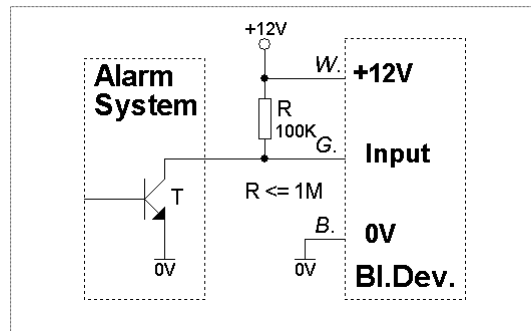 +12V
Alarm
System
W.
+12V
R
100K
G.
Input
T
R <= 1M
B.
0V
0V
0V
Bl.Dev.